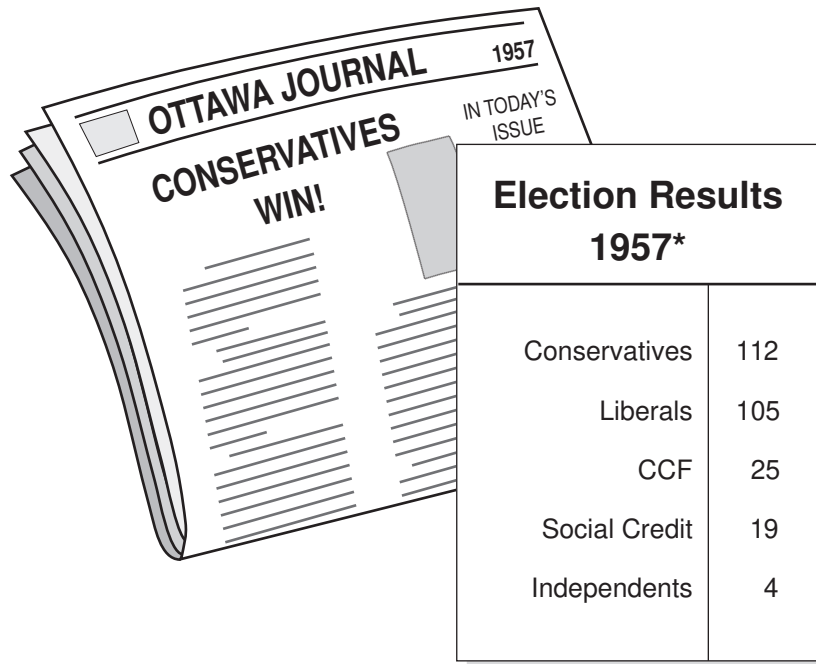 OTTAWA JOURNAL 1957
CONSERVATIVES
WIN!
IN TODAY'S
ISSUE
Election Results
1957*
Conservatives 112
Liberals 105
CCF 25
Social Credit 19
Independents 4